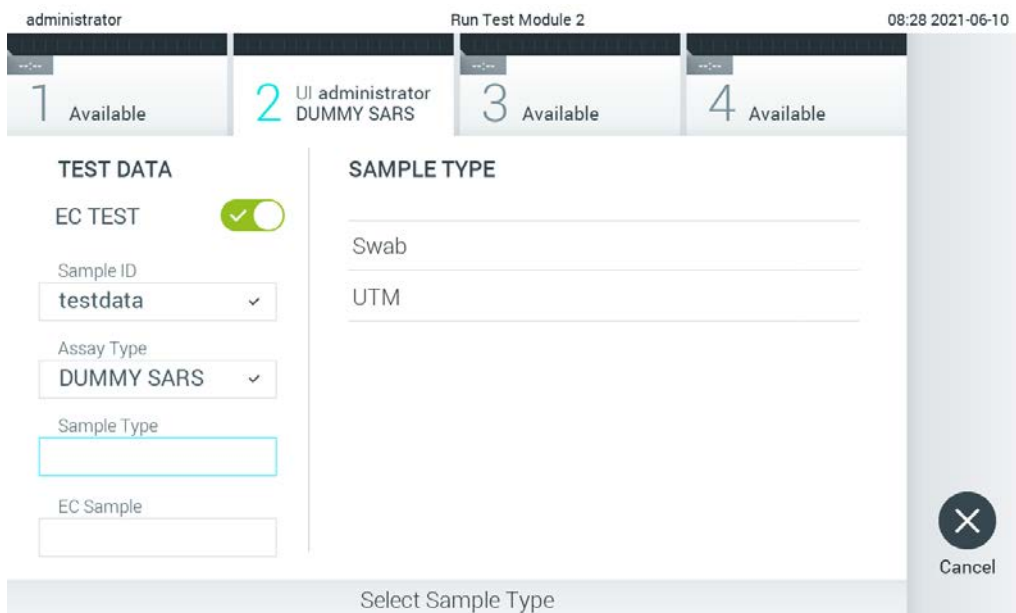 administrator Run Test Module 2 08:28 2021-06-10
--:-- --:-- --:--
1 Available
2 UI administrator
DUMMY SARS
3 Available
4 Available
TEST DATA
EC TEST
Sample ID
testdata
Assay Type
DUMMY SARS
Sample Type
EC Sample
SAMPLE TYPE
Swab
UTM
Cancel
Select Sample Type